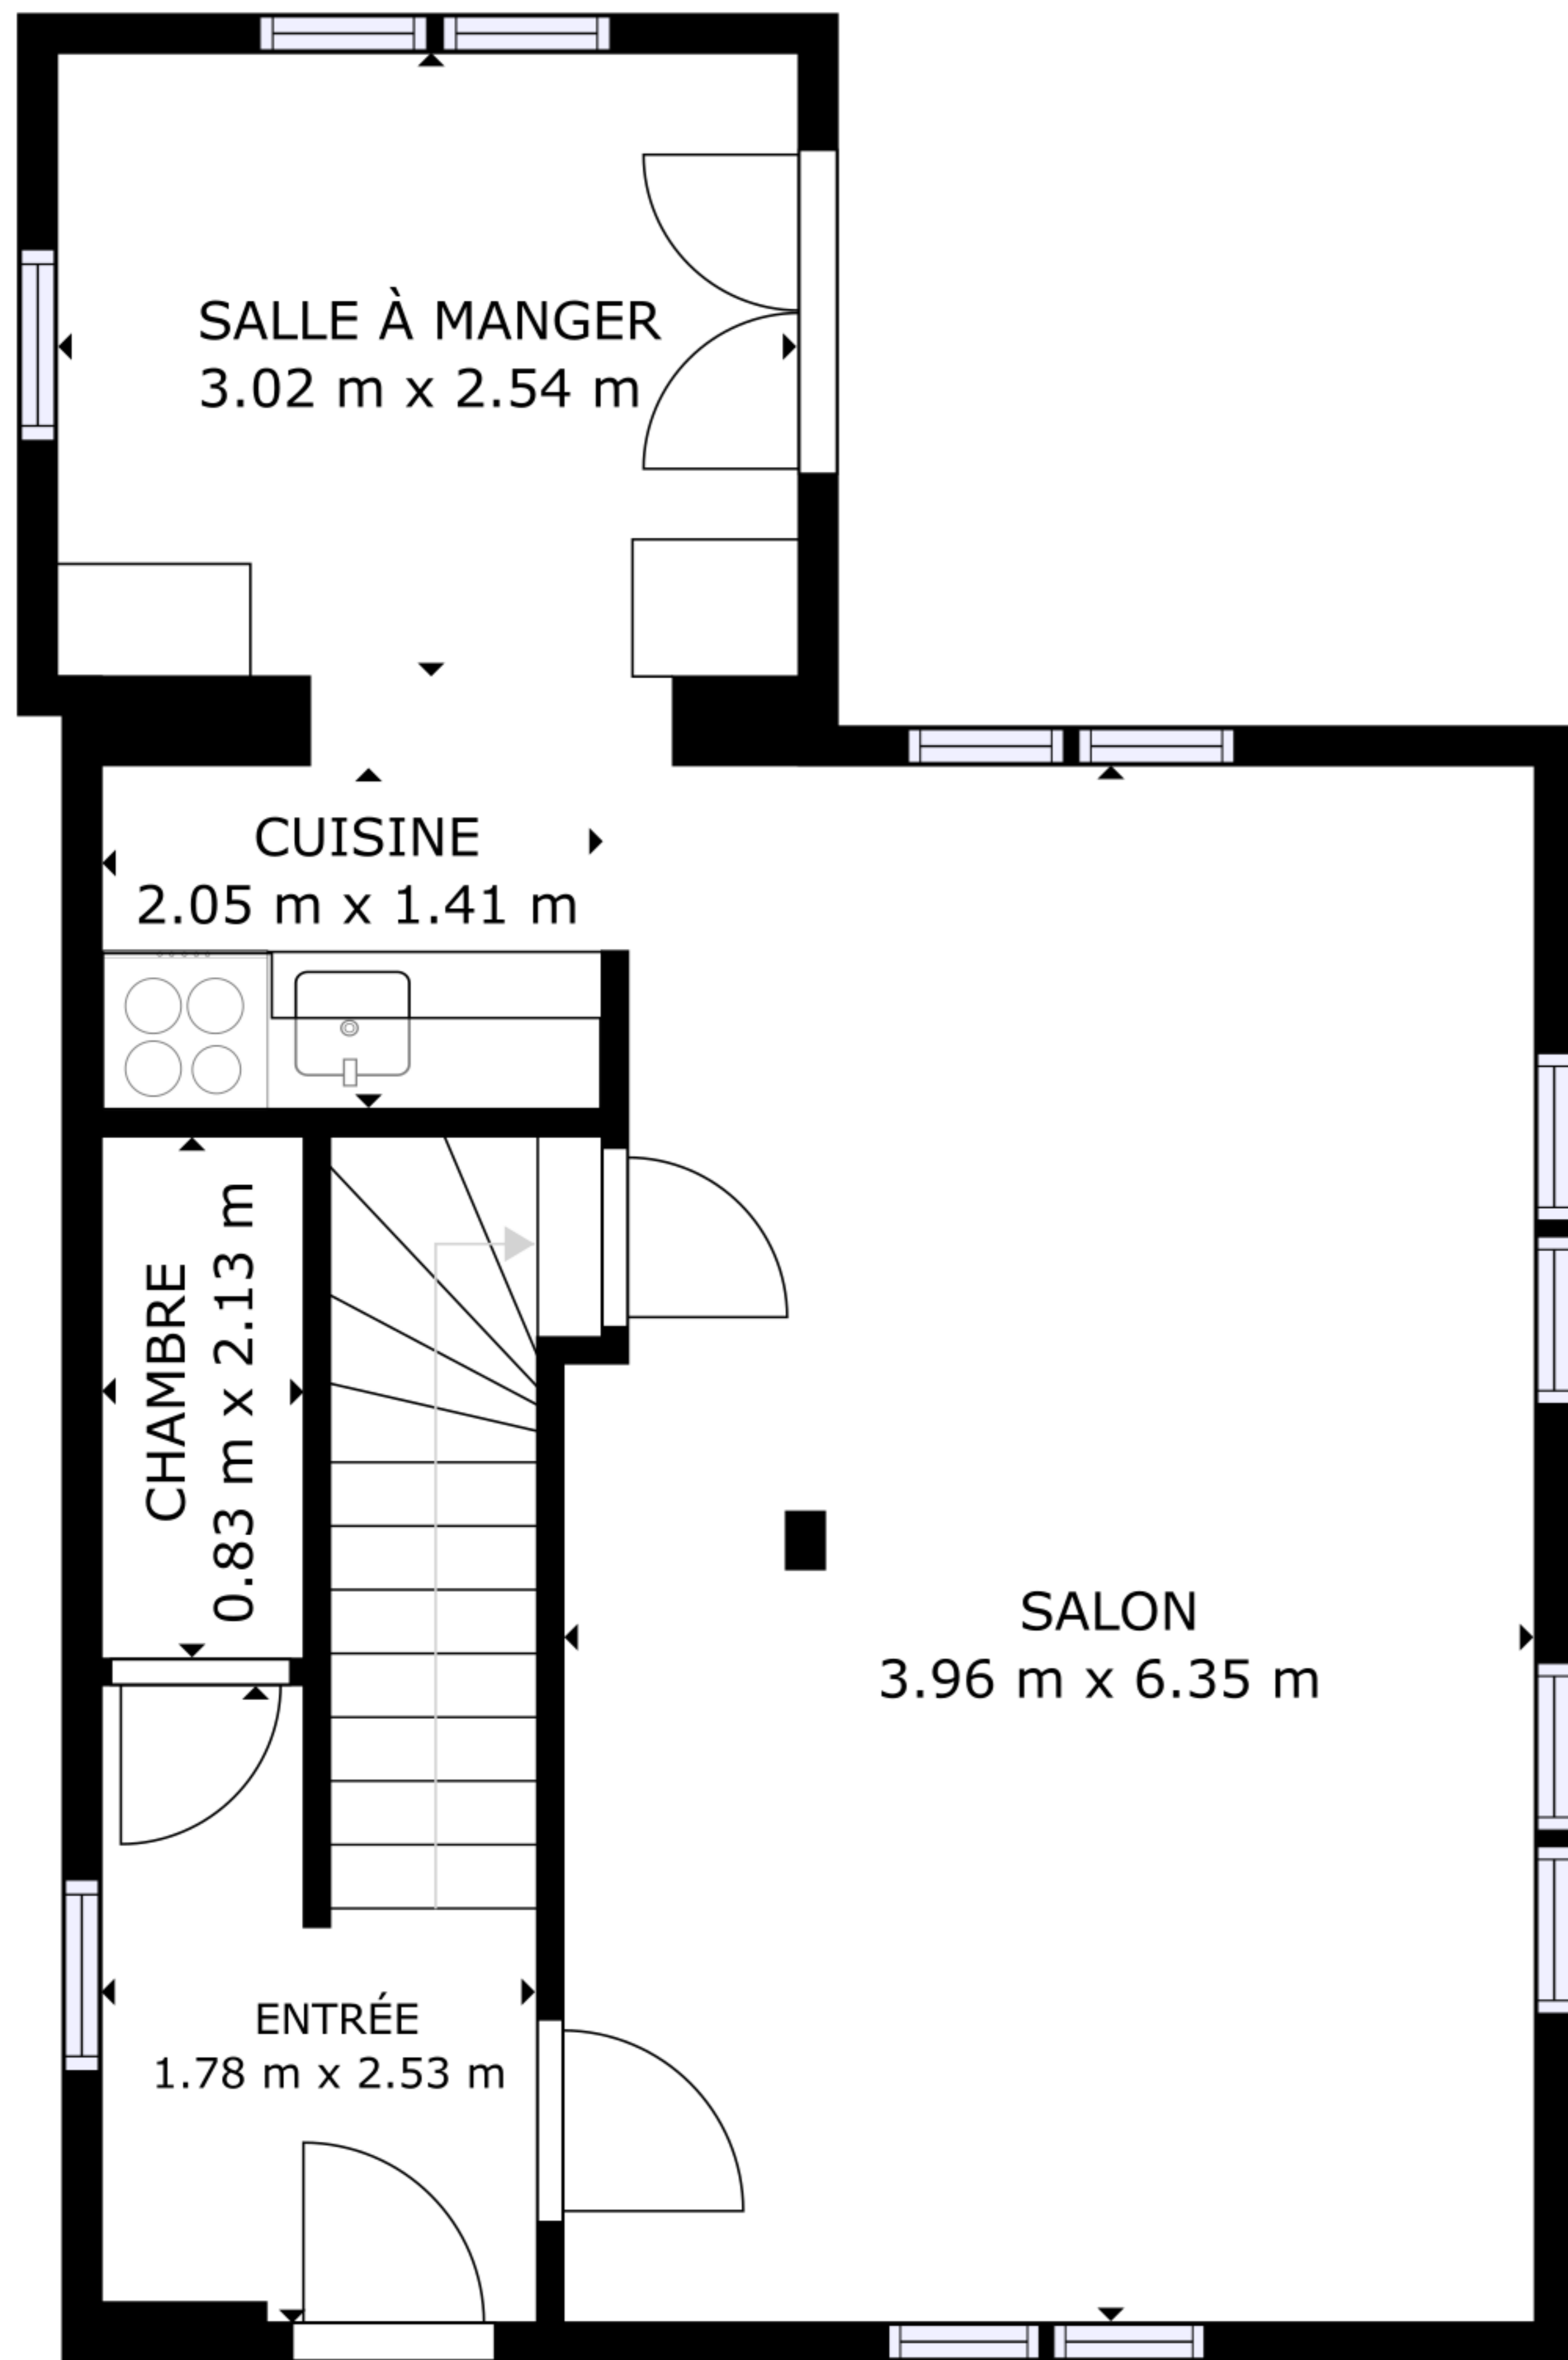 SALLE À MANGER
3.02 m x 2.54 m
CUISINE
2.05 m x 1.41 m
CHAMBRE
0.83 m x 2.13 m
SALON
3.96 m x 6.35 m
ENTRÉE
1.78 m x 2.53 m